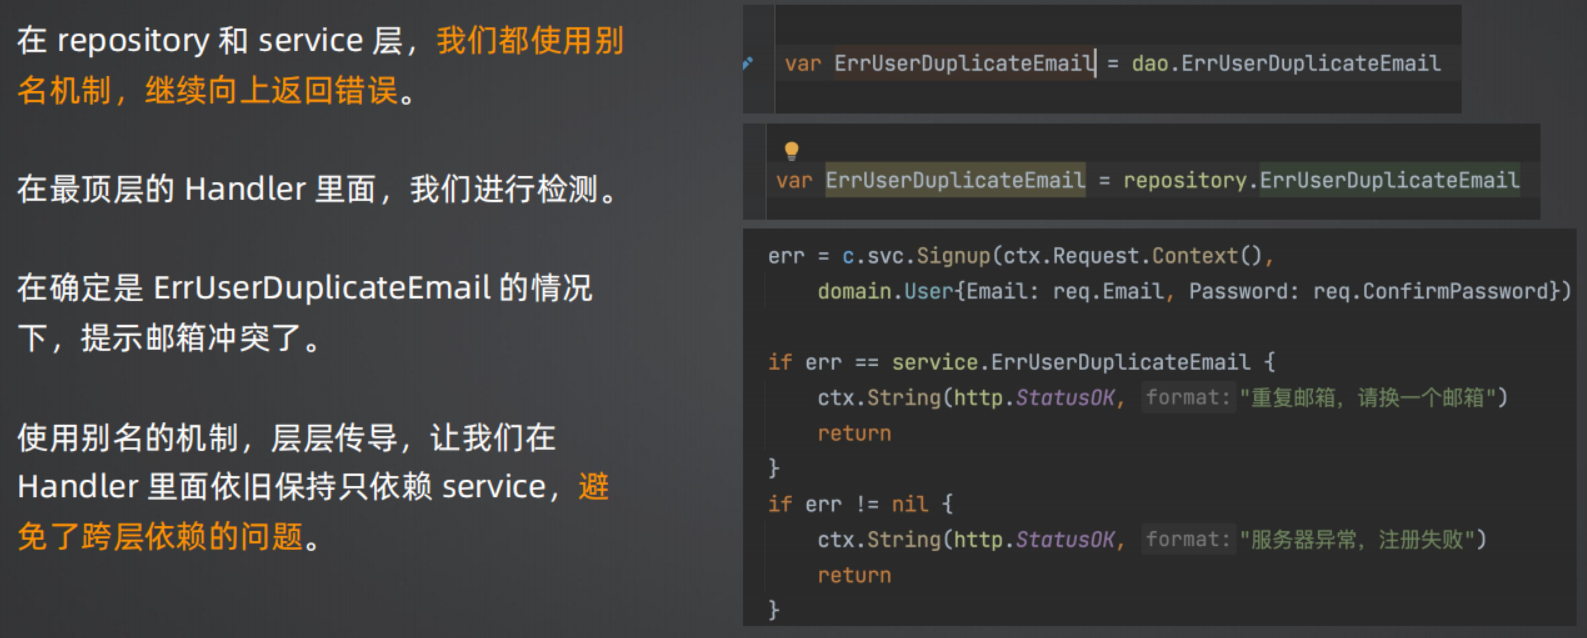 在 repository 和 service 层，我们都使用别
名机制，继续向上返回错误。
在最顶层的 Handler 里面，我们进行检测。
在确定是 ErrUserDuplicateEmail 的情况
下，提示邮箱冲突了。
使用别名的机制，层层传导，让我们在
Handler 里面依旧保持只依赖 service，避
免了跨层依赖的问题。
var ErrUserDuplicateEmail = dao.ErrUserDuplicateEmail
var ErrUserDuplicateEmail = repository.ErrUserDuplicateEmail
err = c.svc.Signup(ctx.Request.Context(),
domain.User{Email: req.Email, Password: req.ConfirmPassword})
if err == service.ErrUserDuplicateEmail {
ctx.String(http.StatusOK, format: "重复邮箱，请换一个邮箱")
return
}
if err != nil {
ctx.String(http.StatusOK, format: "服务器异常，注册失败")
return
}